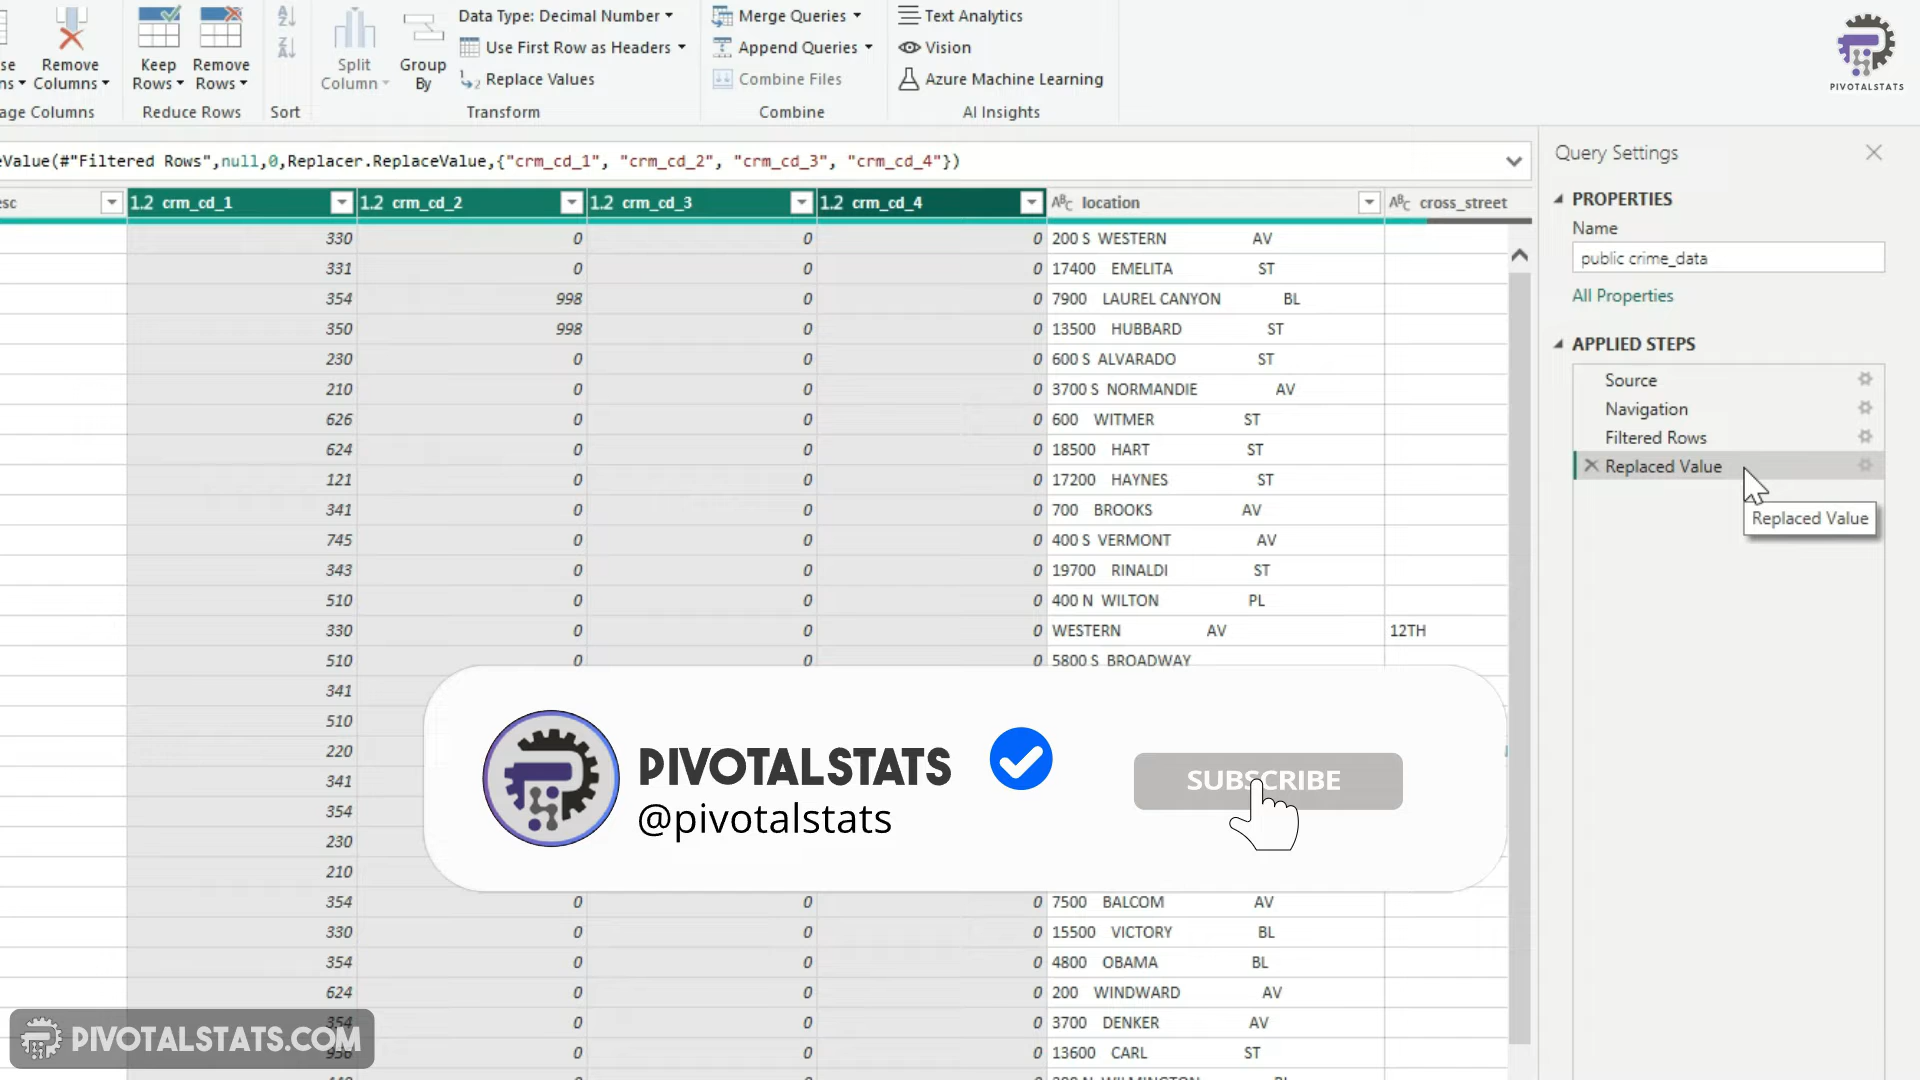 Data Type: Decimal Number
Merge Queries
Text Analytics
Use First Row as Headers
Append Queries
Vision
Remove
Columns
Keep
Rows
Remove
Rows
Split
Column
Group
By
Replace Values
Combine Files
Azure Machine Learning
Reduce Rows
Sort
Transform
Combine
AI Insights
PIVOTALSTATS
eValue(#"Filtered Rows",null,0,Replacer.ReplaceValue,{"crm_cd_1", "crm_cd_2", "crm_cd_3", "crm_cd_4"})
1.2 crm_cd_1 1.2 crm_cd_2 1.2 crm_cd_3 1.2 crm_cd_4 ABC location ABC cross_street
330 0 0 0 200 S WESTERN AV
331 0 0 0 17400 EMELITA ST
354 998 0 0 7900 LAUREL CANYON BL
350 998 0 0 13500 HUBBARD ST
230 0 0 0 600 S ALVARADO ST
210 0 0 0 3700 S NORMANDIE AV
626 0 0 0 600 WITMER ST
624 0 0 0 18500 HART ST
121 0 0 0 17200 HAYNES ST
341 0 0 0 700 BROOKS AV
745 0 0 0 400 S VERMONT AV
343 0 0 0 19700 RINALDI ST
510 0 0 0 400 N WILTON PL
330 0 0 0 WESTERN AV 12TH
510 0 0 0 5800 S BROADWAY
341
510
220
341
354
230
210
354 0 0 0 7500 BALCOM AV
330 0 0 0 15500 VICTORY BL
354 0 0 0 4800 OBAMA BL
624 0 0 0 200 WINDWARD AV
354 0 0 0 3700 DENKER AV
0 0 0 13600 CARL ST
Query Settings
PROPERTIES
Name
public crime_data
All Properties
APPLIED STEPS
Source
Navigation
Filtered Rows
Replaced Value
Replaced Value
PIVOTALSTATS
@pivotalstats
SUBSCRIBE
PIVOTALSTATS.COM